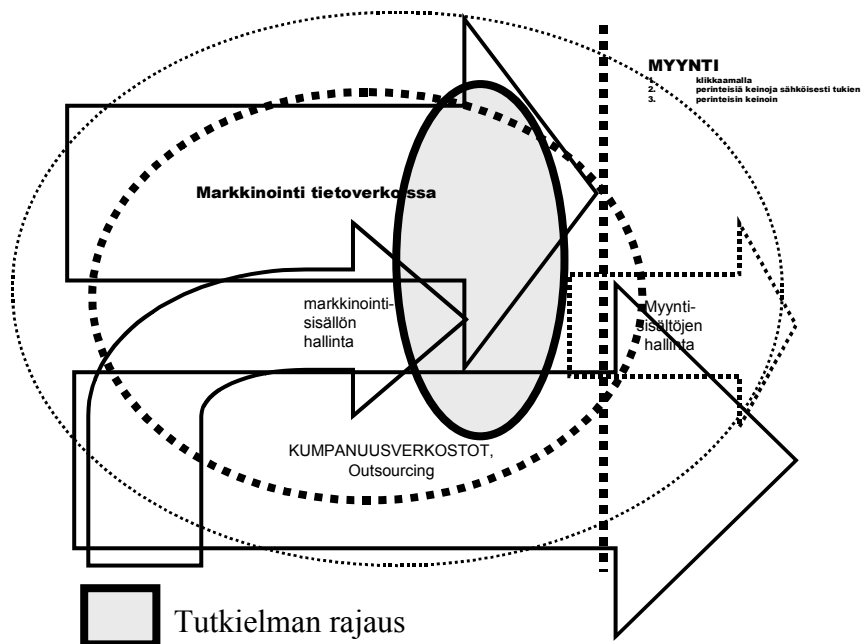 MYYNTI
1. klikkaamalla
2. perinteisiä keinoja sähköisesti tukien
3. perinteisin keinoin
Markkinointi tietoverkoissa
markkinointi-
sisällön
hallinta
Myynti-
sisältöjen
hallinta
KUMPANUUSVERKOSTOT,
Outsourcing
Tutkielman rajaus